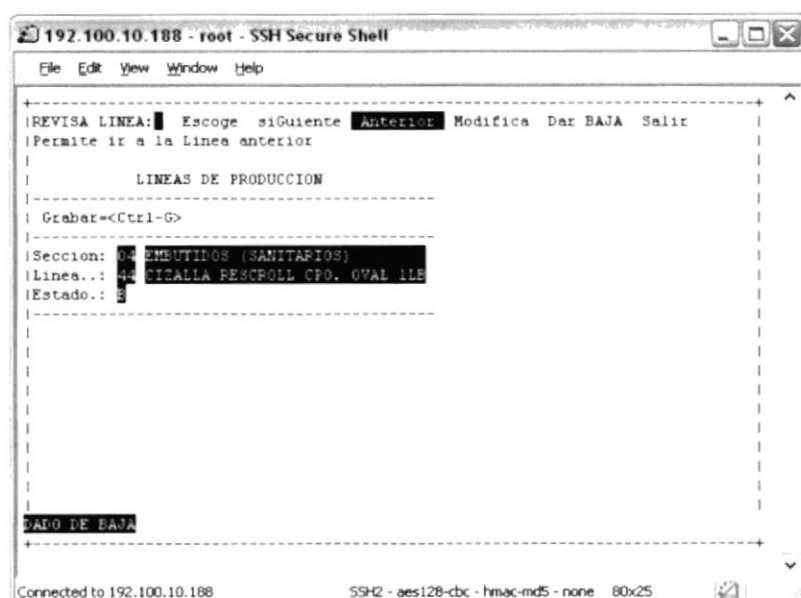 192.100.10.188 - root - SSH Secure Shell
File Edit View Window Help
REVISA LINEA: Escoge siGuiente Anterior Modifica Dar BAJA Salir
Permite ir a la Linea anterior
LINEAS DE PRODUCCION
Grabar=<Ctrl-G>
Seccion: 04 EMBUTIDOS (SANITARIOS)
Linea..: 44 CIZALLA RESCROLL CPO. OVAL 1LB
Estado.: B
DADO DE BAJA
Connected to 192.100.10.188 SSH2 - aes128-cbc - hmac-md5 - none 80x25